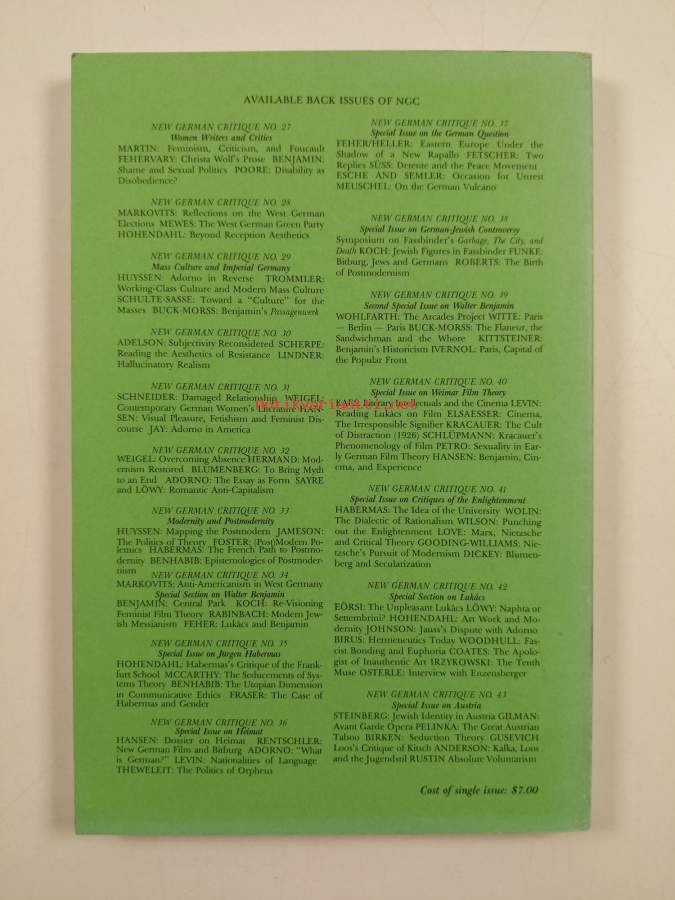 AVAILABLE BACK ISSUES OF NGC
NEW GERMAN CRITIQUE NO. 27
Women Writers and Critics
MARTIN: Feminism, Criticism, and Foucault
FEHERVARY: Christa Wolf's Prose BENJAMIN:
Shame and Sexual Politics POORE: Disability as
Disobedience?
NEW GERMAN CRITIQUE NO. 28
MARKOVITS: Reflections on the West German
Elections MEWES: The West German Green Party
HOHENDAHL: Beyond Reception Aesthetics
NEW GERMAN CRITIQUE NO. 29
Mass Culture and Imperial Germany
HUYSSEN: Adorno in Reverse TROMMLER:
Working-Class Culture and Modern Mass Culture
SCHULTE-SASSE: Toward a "Culture" for the
Masses BUCK-MORSS: Benjamin's Passagenwerk
NEW GERMAN CRITIQUE NO. 30
ADELSON: Subjectivity Reconsidered SCHERPE:
Reading the Aesthetics of Resistance LINDNER:
Hallucinatory Realism
NEW GERMAN CRITIQUE NO. 31
SCHNEIDER: Damaged Relationship WEIGEL:
Contemporary German Women's Literature HAN-
SEN: Visual Pleasure, Fetishism and Feminist Dis-
course JAY: Adorno in America
NEW GERMAN CRITIQUE NO. 32
WEIGEL: Overcoming Absence HERMAND: Mod-
ernism Restored BLUMENBERG: To Bring Myth
to an End ADORNO: The Essay as Form SAYRE
and LÖWY: Romantic Anti-Capitalism
NEW GERMAN CRITIQUE NO. 33
Modernity and Postmodernity
HUYSSEN: Mapping the Postmodern JAMESON:
The Politics of Theory FOSTER: (Post)Modern Po-
lemics HABERMAS: The French Path to Postmo-
dernity BENHABIB: Epistemologies of Postmoder-
nism
NEW GERMAN CRITIQUE NO. 34
MARKOVITS: Anti-Americanism in West Germany
Special Section on Walter Benjamin
BENJAMIN: Central Park KOCH: Re-Visioning
Feminist Film Theory RABINBACH: Modern Jew-
ish Messianism FEHER: Lukács and Benjamin
NEW GERMAN CRITIQUE NO. 35
Special Issue on Jürgen Habermas
HOHENDAHL: Habermas's Critique of the Frank-
furt School MCCARTHY: The Seducements of Sys-
tems Theory BENHABIB: The Utopian Dimension
in Communicative Ethics FRASER: The Case of
Habermas and Gender
NEW GERMAN CRITIQUE NO. 36
Special Issue on Heimat
HANSEN: Dossier on Heimat RENTSCHLER:
New German Film and Bitburg ADORNO: "What
is German?" LEVIN: Nationalities of Language
THEWELEIT: The Politics of Orpheus
NEW GERMAN CRITIQUE NO. 37
Special Issue on the German Question
FEHER/HELLER: Eastern Europe Under the
Shadow of a New Rapallo FETSCHER: Two
Replies SÜSS: Detente and the Peace Movement
ESCHE AND SEMLER: Occasion for Unrest
MEUSCHEL: On the German Vulcano
NEW GERMAN CRITIQUE NO. 38
Special Issue on German-Jewish Controversy
Symposium on Fassbinder's Garbage, The City, and
Death KOCH: Jewish Figures in Fassbinder FUNKE:
Bitburg, Jews and Germans ROBERTS: The Birth
of Postmodernism
NEW GERMAN CRITIQUE NO. 39
Second Special Issue on Walter Benjamin
WOHLFARTH: The Arcades Project WITTE: Paris
— Berlin — Paris BUCK-MORSS: The Flaneur, the
Sandwichman and the Whore KITTSTEINER:
Benjamin's Historicism IVERNOL: Paris, Capital of
the Popular Front
NEW GERMAN CRITIQUE NO. 40
Special Issue on Weimar Film Theory
KAES: Literary Intellectuals and the Cinema LEVIN:
Reading Lukács on Film ELSAESSER: Cinema,
The Irresponsible Signifier KRACAUER: The Cult
of Distraction (1926) SCHLÜPMANN: Kracauer's
Phenomenology of Film PETRO: Sexuality in Ear-
ly German Film Theory HANSEN: Benjamin, Cin-
ema, and Experience
NEW GERMAN CRITIQUE NO. 41
Special Issue on Critiques of the Enlightenment
HABERMAS: The Idea of the University WOLIN:
The Dialectic of Rationalism WILSON: Punching
out the Enlightenment LOVE: Marx, Nietzsche
and Critical Theory GOODING-WILLIAMS: Nie-
tzsche's Pursuit of Modernism DICKEY: Blumen-
berg and Secularization
NEW GERMAN CRITIQUE NO. 42
Special Section on Lukács
EÖRSI: The Unpleasant Lukács LÖWY: Naphta or
Settembrini? HOHENDAHL: Art Work and Mo-
dernity JOHNSON: Jauss's Dispute with Adorno
BIRUS: Hermeneutics Today WOODHULL: Fas-
cist Bonding and Euphoria COATES: The Apolo-
gist of Inauthentic Art IRZYKOWSKI: The Tenth
Muse OSTERLE: Interview with Enzensberger
NEW GERMAN CRITIQUE NO. 43
Special Issue on Austria
STEINBERG: Jewish Identity in Austria GILMAN:
Avant Garde Opera PELINKA: The Great Austrian
Taboo BIRKEN: Seduction Theory GUSEVICH
Loos's Critique of Kitsch ANDERSON: Kafka, Loos
and the Jugendstil RUSTIN Absolute Voluntarism
Cost of single issue: $7.00